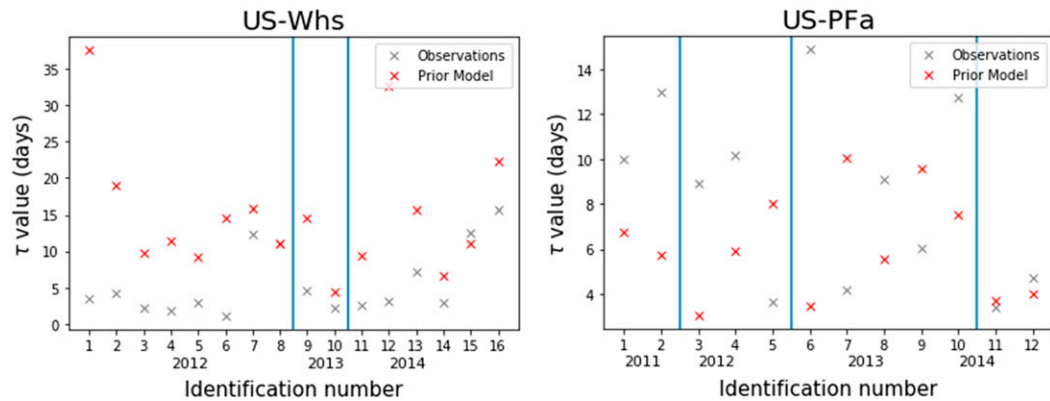 US-Whs
35
30
25
20
15
10
5
0
τ value (days)
Observations
Prior Model
1 2 3 4 5 6 7 8 9 10 11 12 13 14 15 16
2012 2013 2014
Identification number
US-PFa
14
12
10
8
6
4
τ value (days)
Observations
Prior Model
1 2 3 4 5 6 7 8 9 10 11 12
2011 2012 2013 2014
Identification number